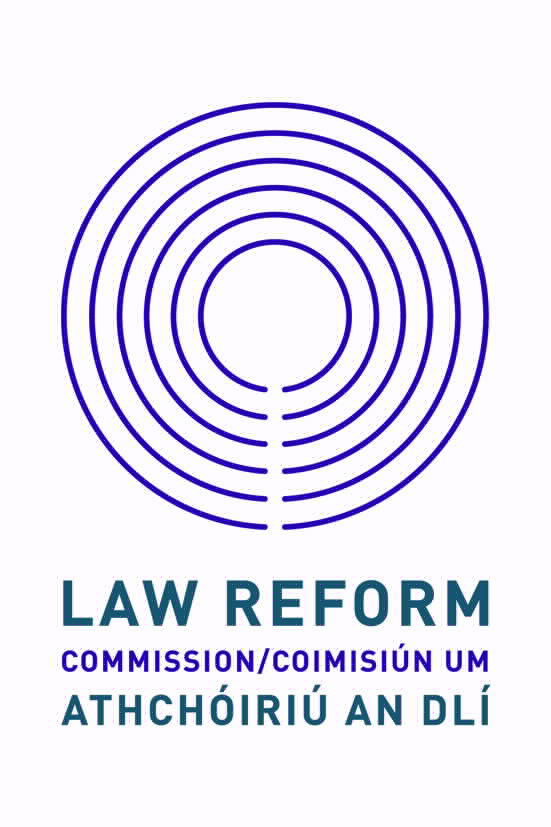 LAW REFORM
COMMISSION/COIMISIÚN UM
ATHCHÓIRIÚ AN DLÍ